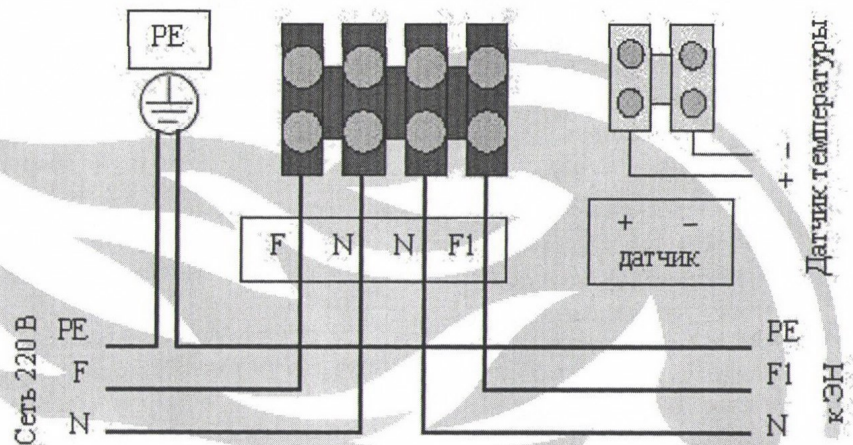 PE
F N N F1
+ −
датчик
−
+
Датчик температуры
Сеть 220 В
PE
F
N
PE
F1
N
к ЭН